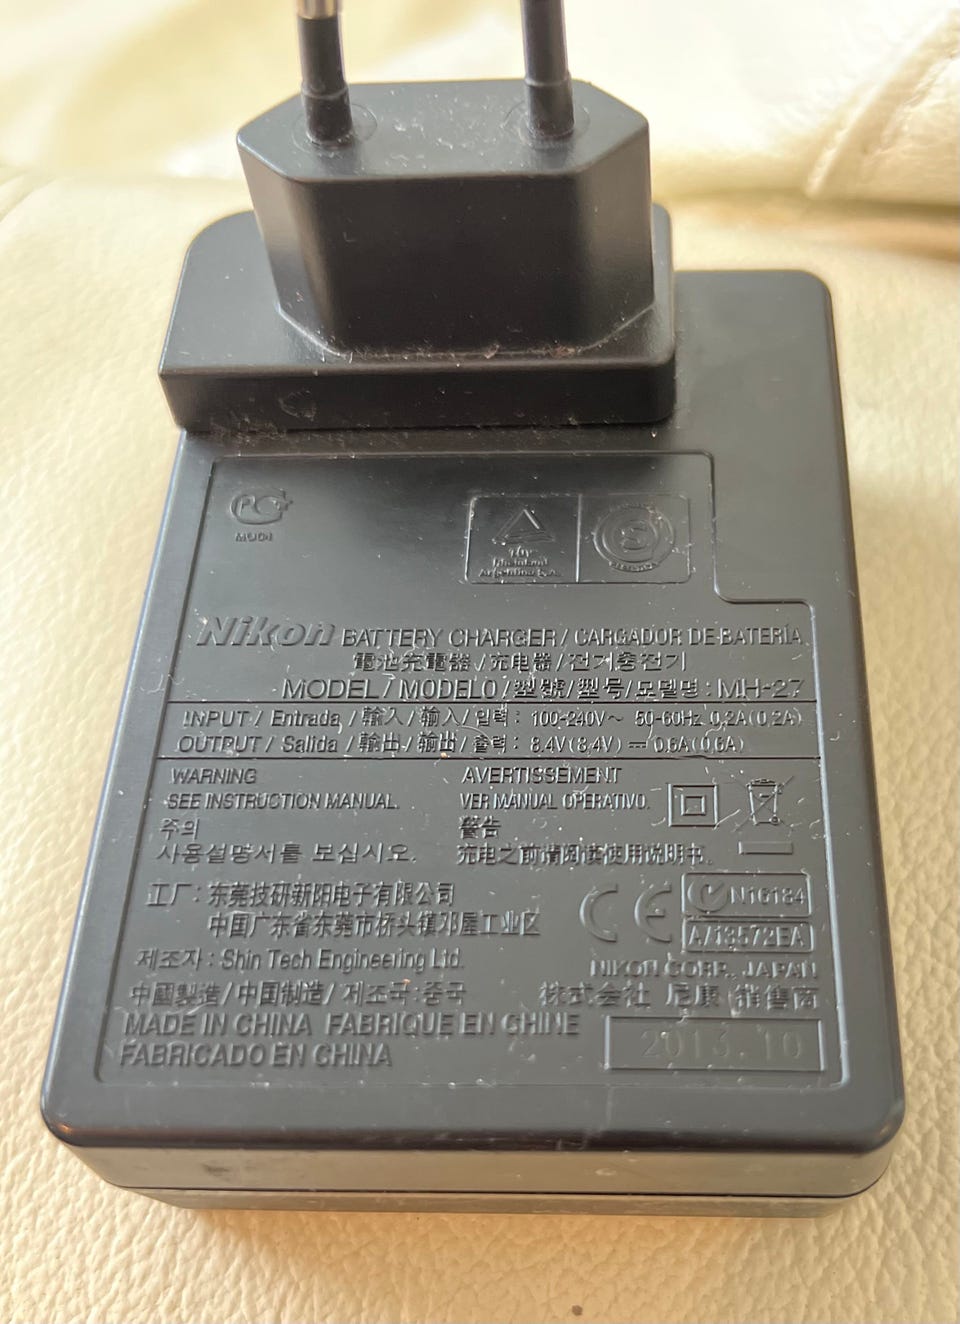 PG
TÜV
Rheinland
Argentina S.A.
S
Nikon BATTERY CHARGER / CARGADOR DE BATERÍA
電池充電器/充电器/전지충전기
MODEL / MODELO/型號/型号/모델명 : MH-27
INPUT / Entrada / 輸入 / 输入 / 입력 : 100-240V~ 50-60Hz 0.2A(0.2A)
OUTPUT / Salida / 輸出 / 输出 / 출력 : 8.4V(8.4V) ⎓ 0.6A(0.6A)
WARNING AVERTISSEMENT
SEE INSTRUCTION MANUAL. VER MANUAL OPERATIVO.
주의 警告
사용설명서를 보십시오. 充电之前请阅读使用说明书.
工厂 : 东莞技研新阳电子有限公司
中国广东省东莞市桥头镇邓屋工业区
CE N16184
A/13572EA
제조자 : Shin Tech Engineering Ltd.
NIKON CORP. JAPAN
中國製造/中国制造/ 제조국:중국 株式会社 尼康
MADE IN CHINA FABRIQUE EN CHINE
FABRICADO EN CHINA
2013.10